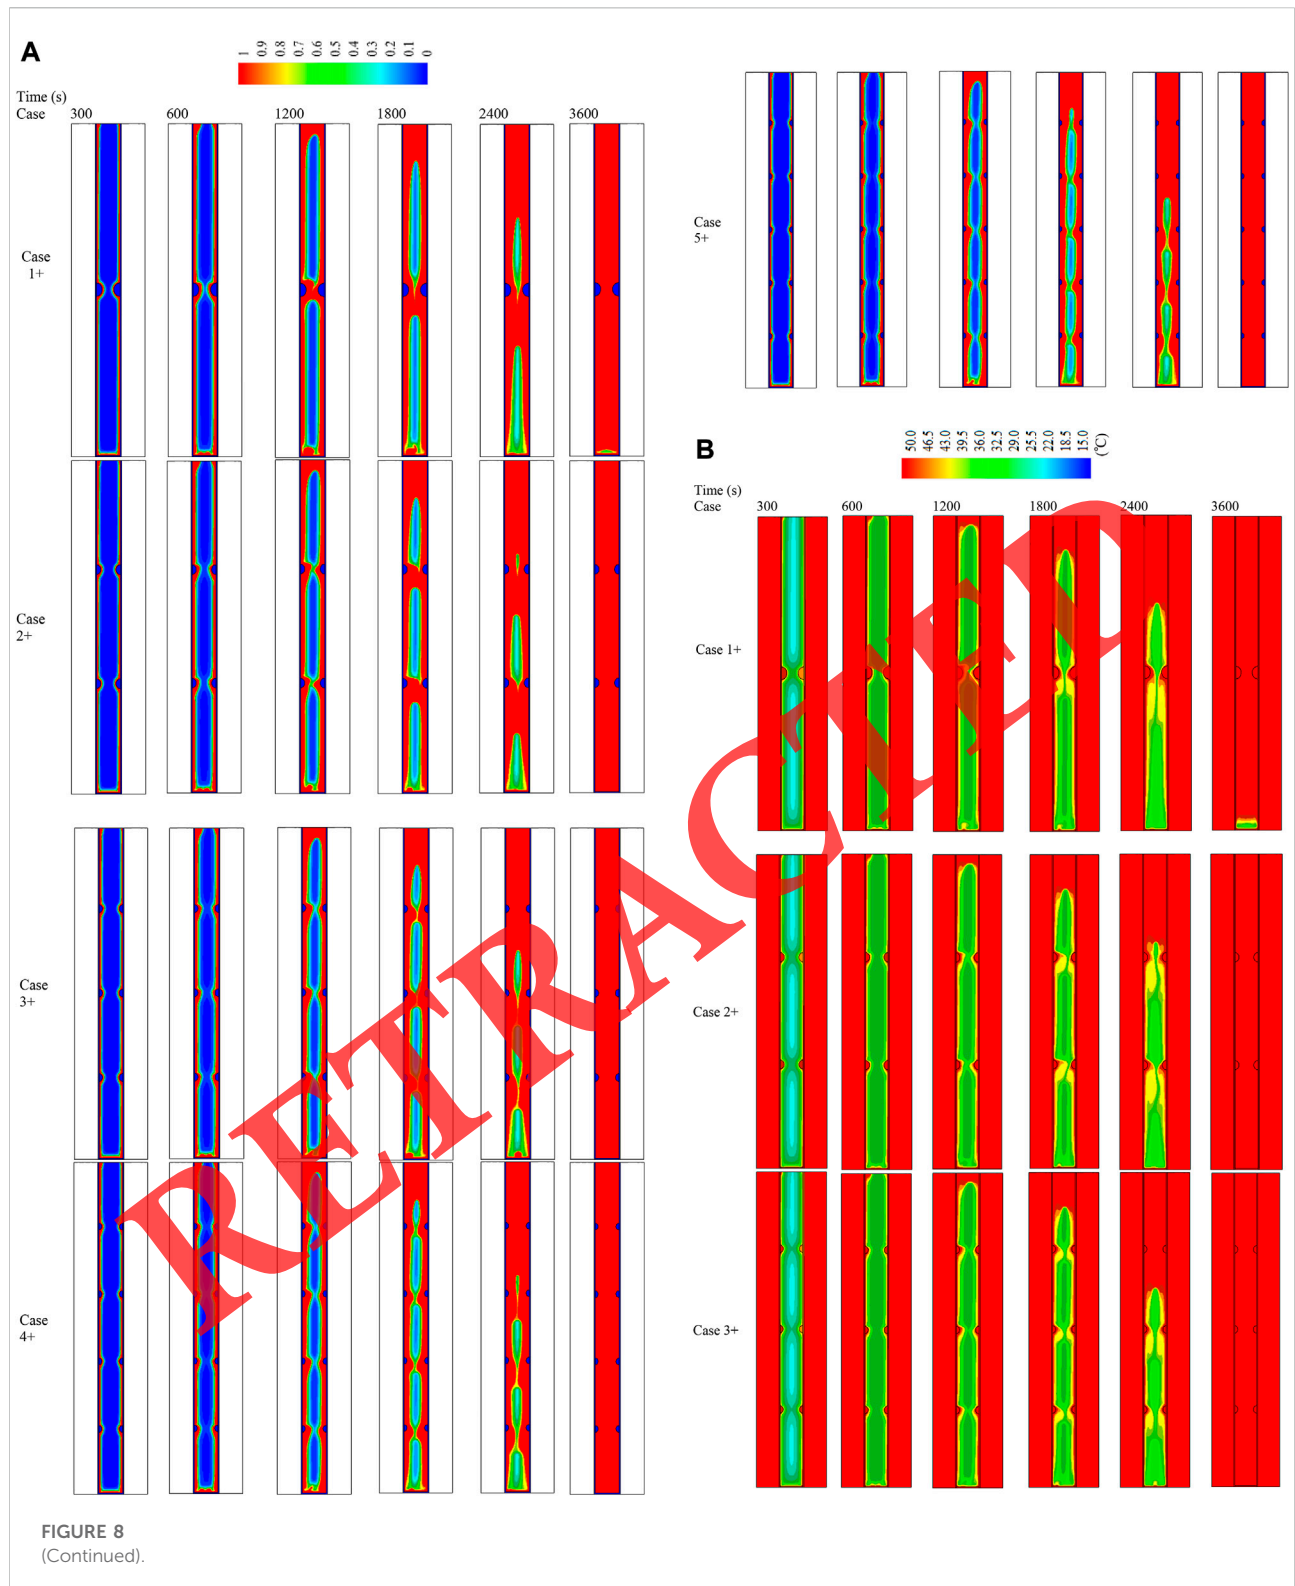 A
1 0.9 0.8 0.7 0.6 0.5 0.4 0.3 0.2 0.1 0
Time (s)
Case 300 600 1200 1800 2400 3600
Case
1+
Case
2+
Case
3+
Case
4+
Case
5+
B
50.0 46.5 43.0 39.5 36.0 32.5 29.0 25.5 22.0 18.5 15.0 (℃)
Time (s)
Case 300 600 1200 1800 2400 3600
Case 1+
Case 2+
Case 3+
RETRACTED
FIGURE 8
(Continued).